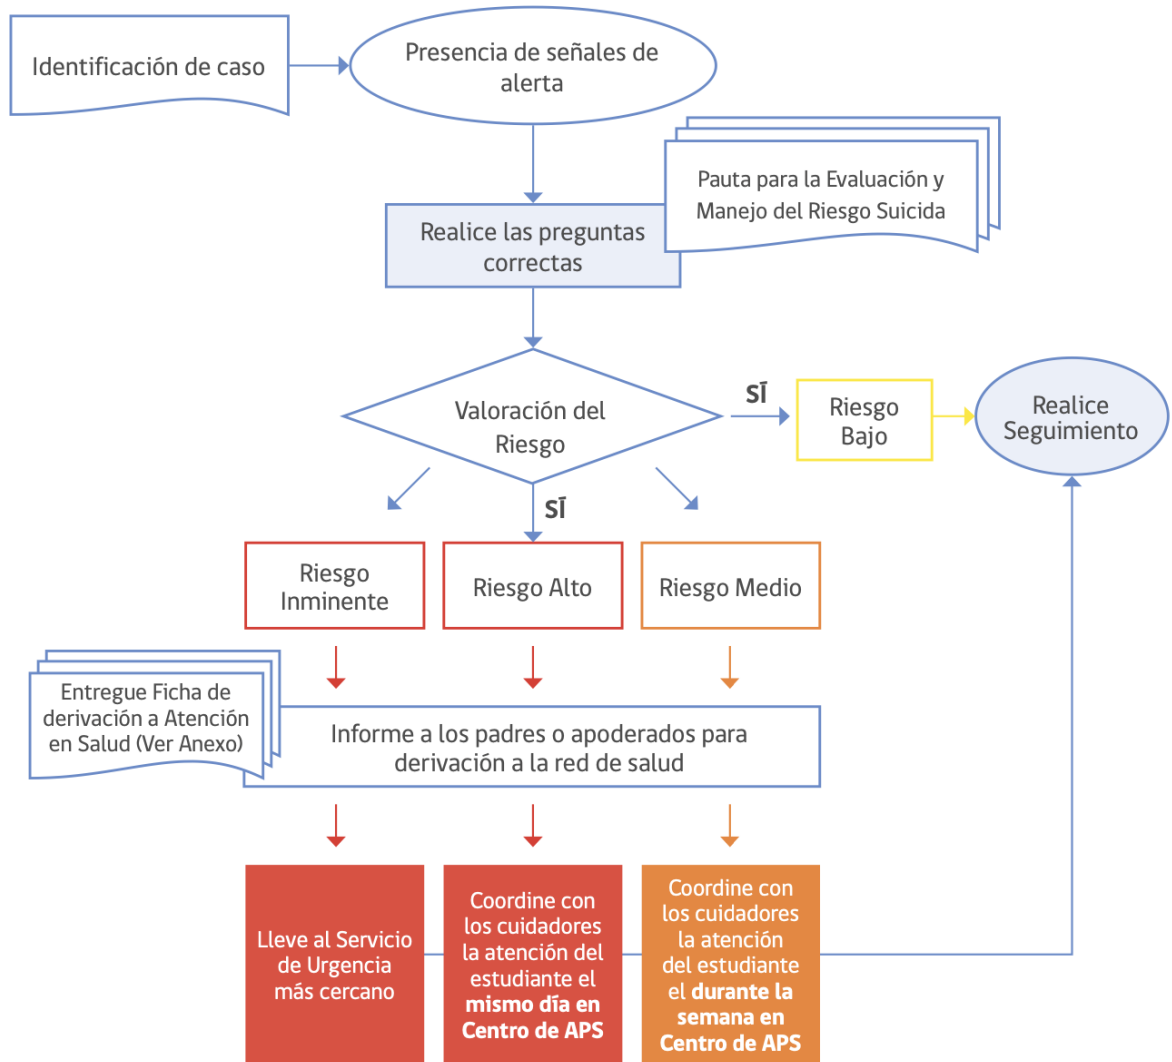 Identificación de caso
Presencia de señales de
alerta
Pauta para la Evaluación y
Manejo del Riesgo Suicida
Realice las preguntas
correctas
Valoración del
Riesgo
SÍ
Riesgo
Bajo
Realice
Seguimiento
SÍ
Riesgo
Inminente
Riesgo Alto
Riesgo Medio
Entregue Ficha de
derivación a Atención
en Salud (Ver Anexo)
Informe a los padres o apoderados para
derivación a la red de salud
Lleve al Servicio
de Urgencia
más cercano
Coordine con
los cuidadores
la atención del
estudiante el
mismo día en
Centro de APS
Coordine con
los cuidadores
la atención
del estudiante
el durante la
semana en
Centro de APS